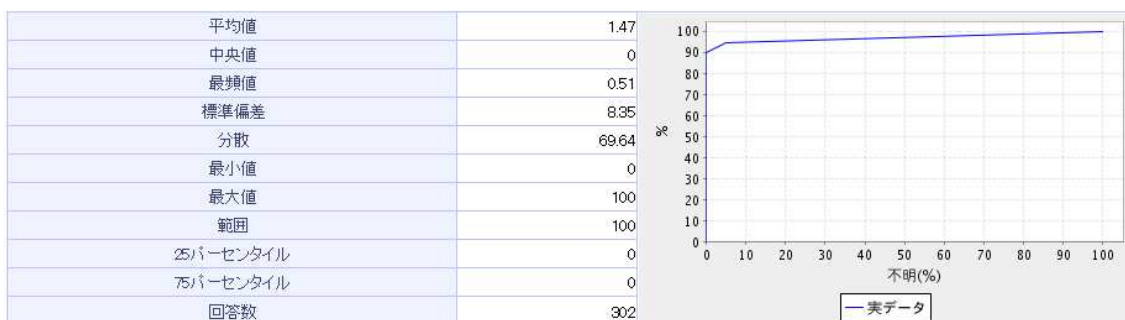 平均値 1.47
中央値 0
最頻値 0.51
標準偏差 8.35
分散 69.64
最小値 0
最大値 100
範囲 100
25パーセンタイル 0
75パーセンタイル 0
回答数 302
100
90
80
70
60
50
40
30
20
10
0
%
0 10 20 30 40 50 60 70 80 90 100
不明(%)
実データ